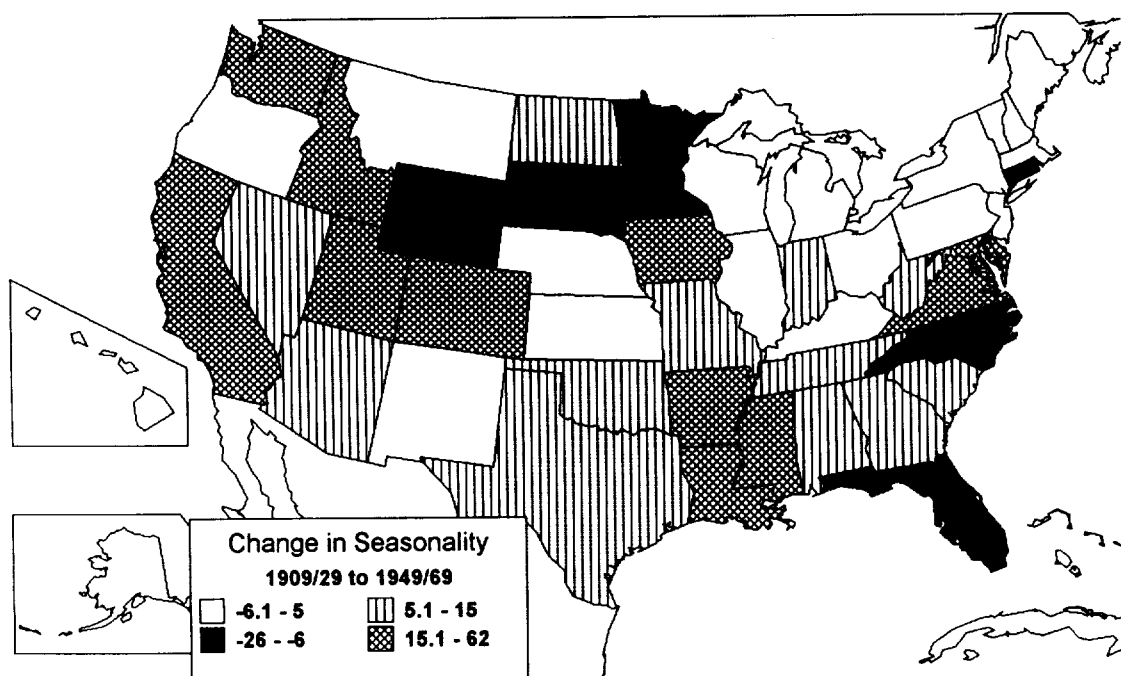 Change in Seasonality
1909/29 to 1949/69
-6.1 - 5 5.1 - 15
-26 - -6 15.1 - 62